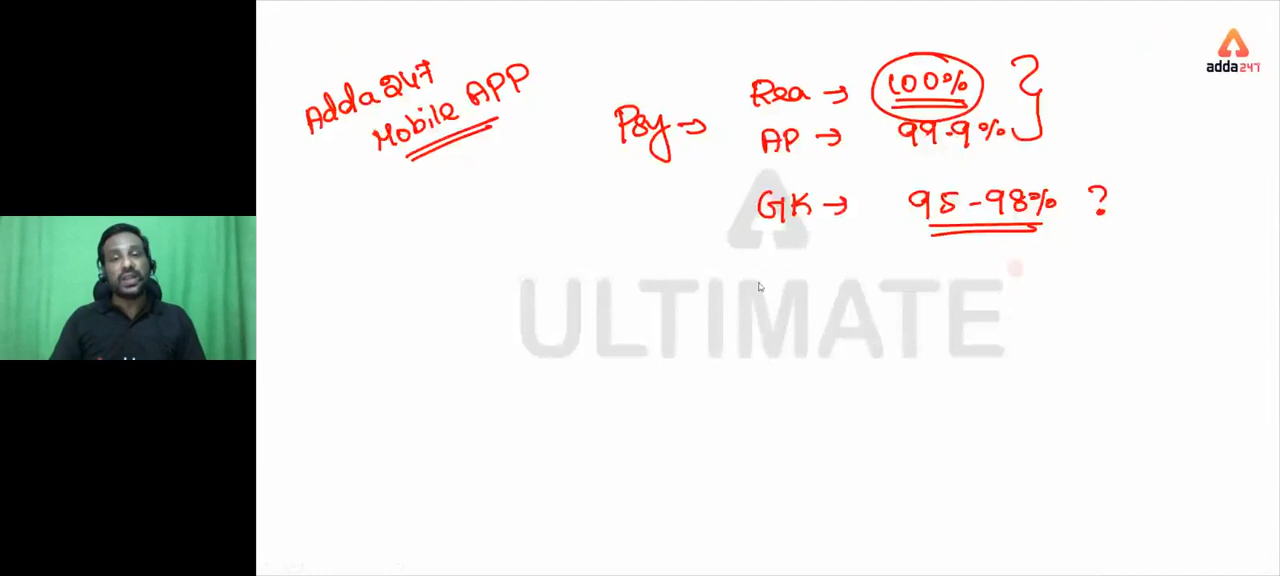 Adda247
Mobile APP
Psy →
Rea → 100%
AP → 99.9%
GK → 95-98% ?
adda247
ULTIMATE